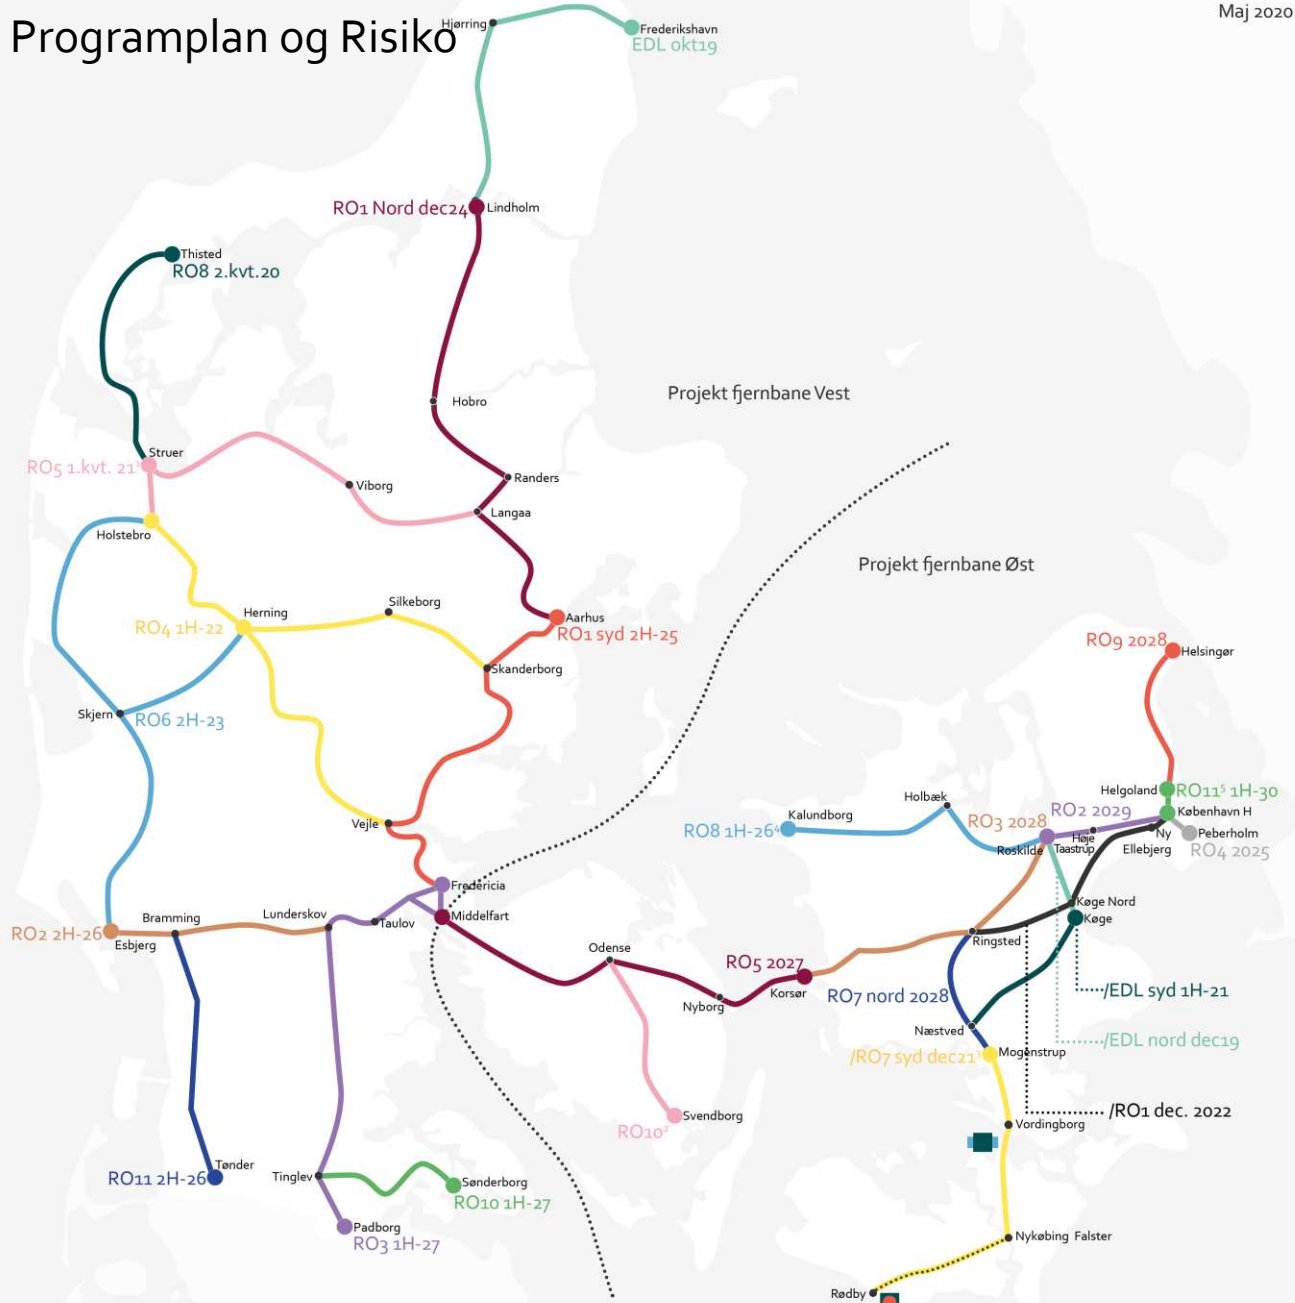 Programplan og Risiko
Maj 2020
Hjørring
Frederikshavn
EDL okt19
RO1 Nord dec24
Lindholm
Thisted
RO8 2.kvt.20
Hobro
Projekt fjernbane Vest
Struer
RO5 1.kvt. 21¹
Viborg
Randers
Langaa
Holstebro
Projekt fjernbane Øst
Silkeborg
Herning
RO4 1H-22
Aarhus
RO1 syd 2H-25
Skanderborg
RO9 2028
Helsingør
Skjern
RO6 2H-23
Helgoland
RO11⁵ 1H-30
Holbæk
RO2 2029
København H
Kalundborg
RO8 1H-26⁴
RO3 2028
Vejle
Høje
Taastrup
Ny
Ellebjerg
Peberholm
RO4 2025
Roskilde
Fredericia
Køge Nord
Køge
Bramming
Lunderskov
Taulov
Middelfart
RO2 2H-26
Esbjerg
Odense
Ringsted
RO5 2027
Korsør
Nyborg
RO7 nord 2028
/EDL syd 1H-21
Næstved
/EDL nord dec19
/RO7 syd dec21³
Mogenstrup
/RO1 dec. 2022
Svendborg
RO10²
Vordingborg
Tønder
RO11 2H-26
Tinglev
Sønderborg
RO10 1H-27
Padborg
RO3 1H-27
Nykøbing Falster
Rødby